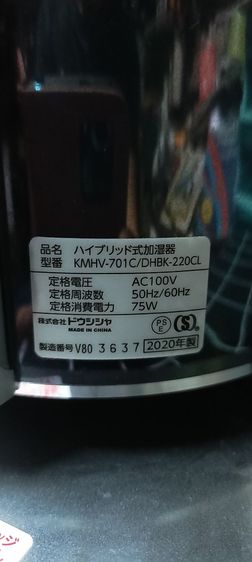 品名 ハイブリッド式加湿器
型番 KMHV-701C/DHBK-220CL
定格電圧 AC100V
定格周波数 50Hz/60Hz
定格消費電力 75W
株式会社ドウシシャ
MADE IN CHINA
PS E
S
製造番号 V80 3637 2020年製
ッジ